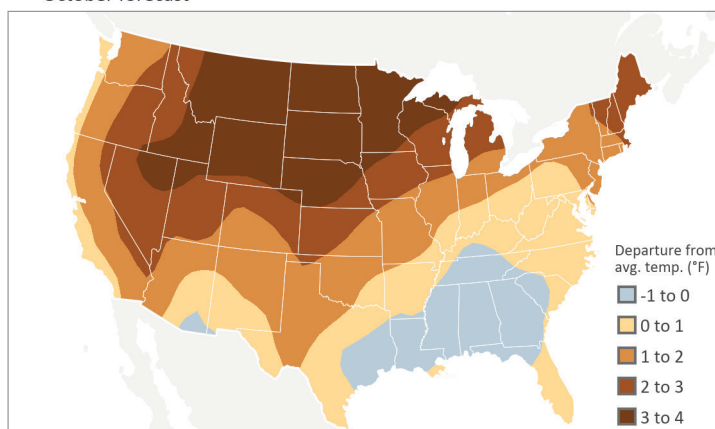 Departure from
avg. temp. (°F)
-1 to 0
0 to 1
1 to 2
2 to 3
3 to 4